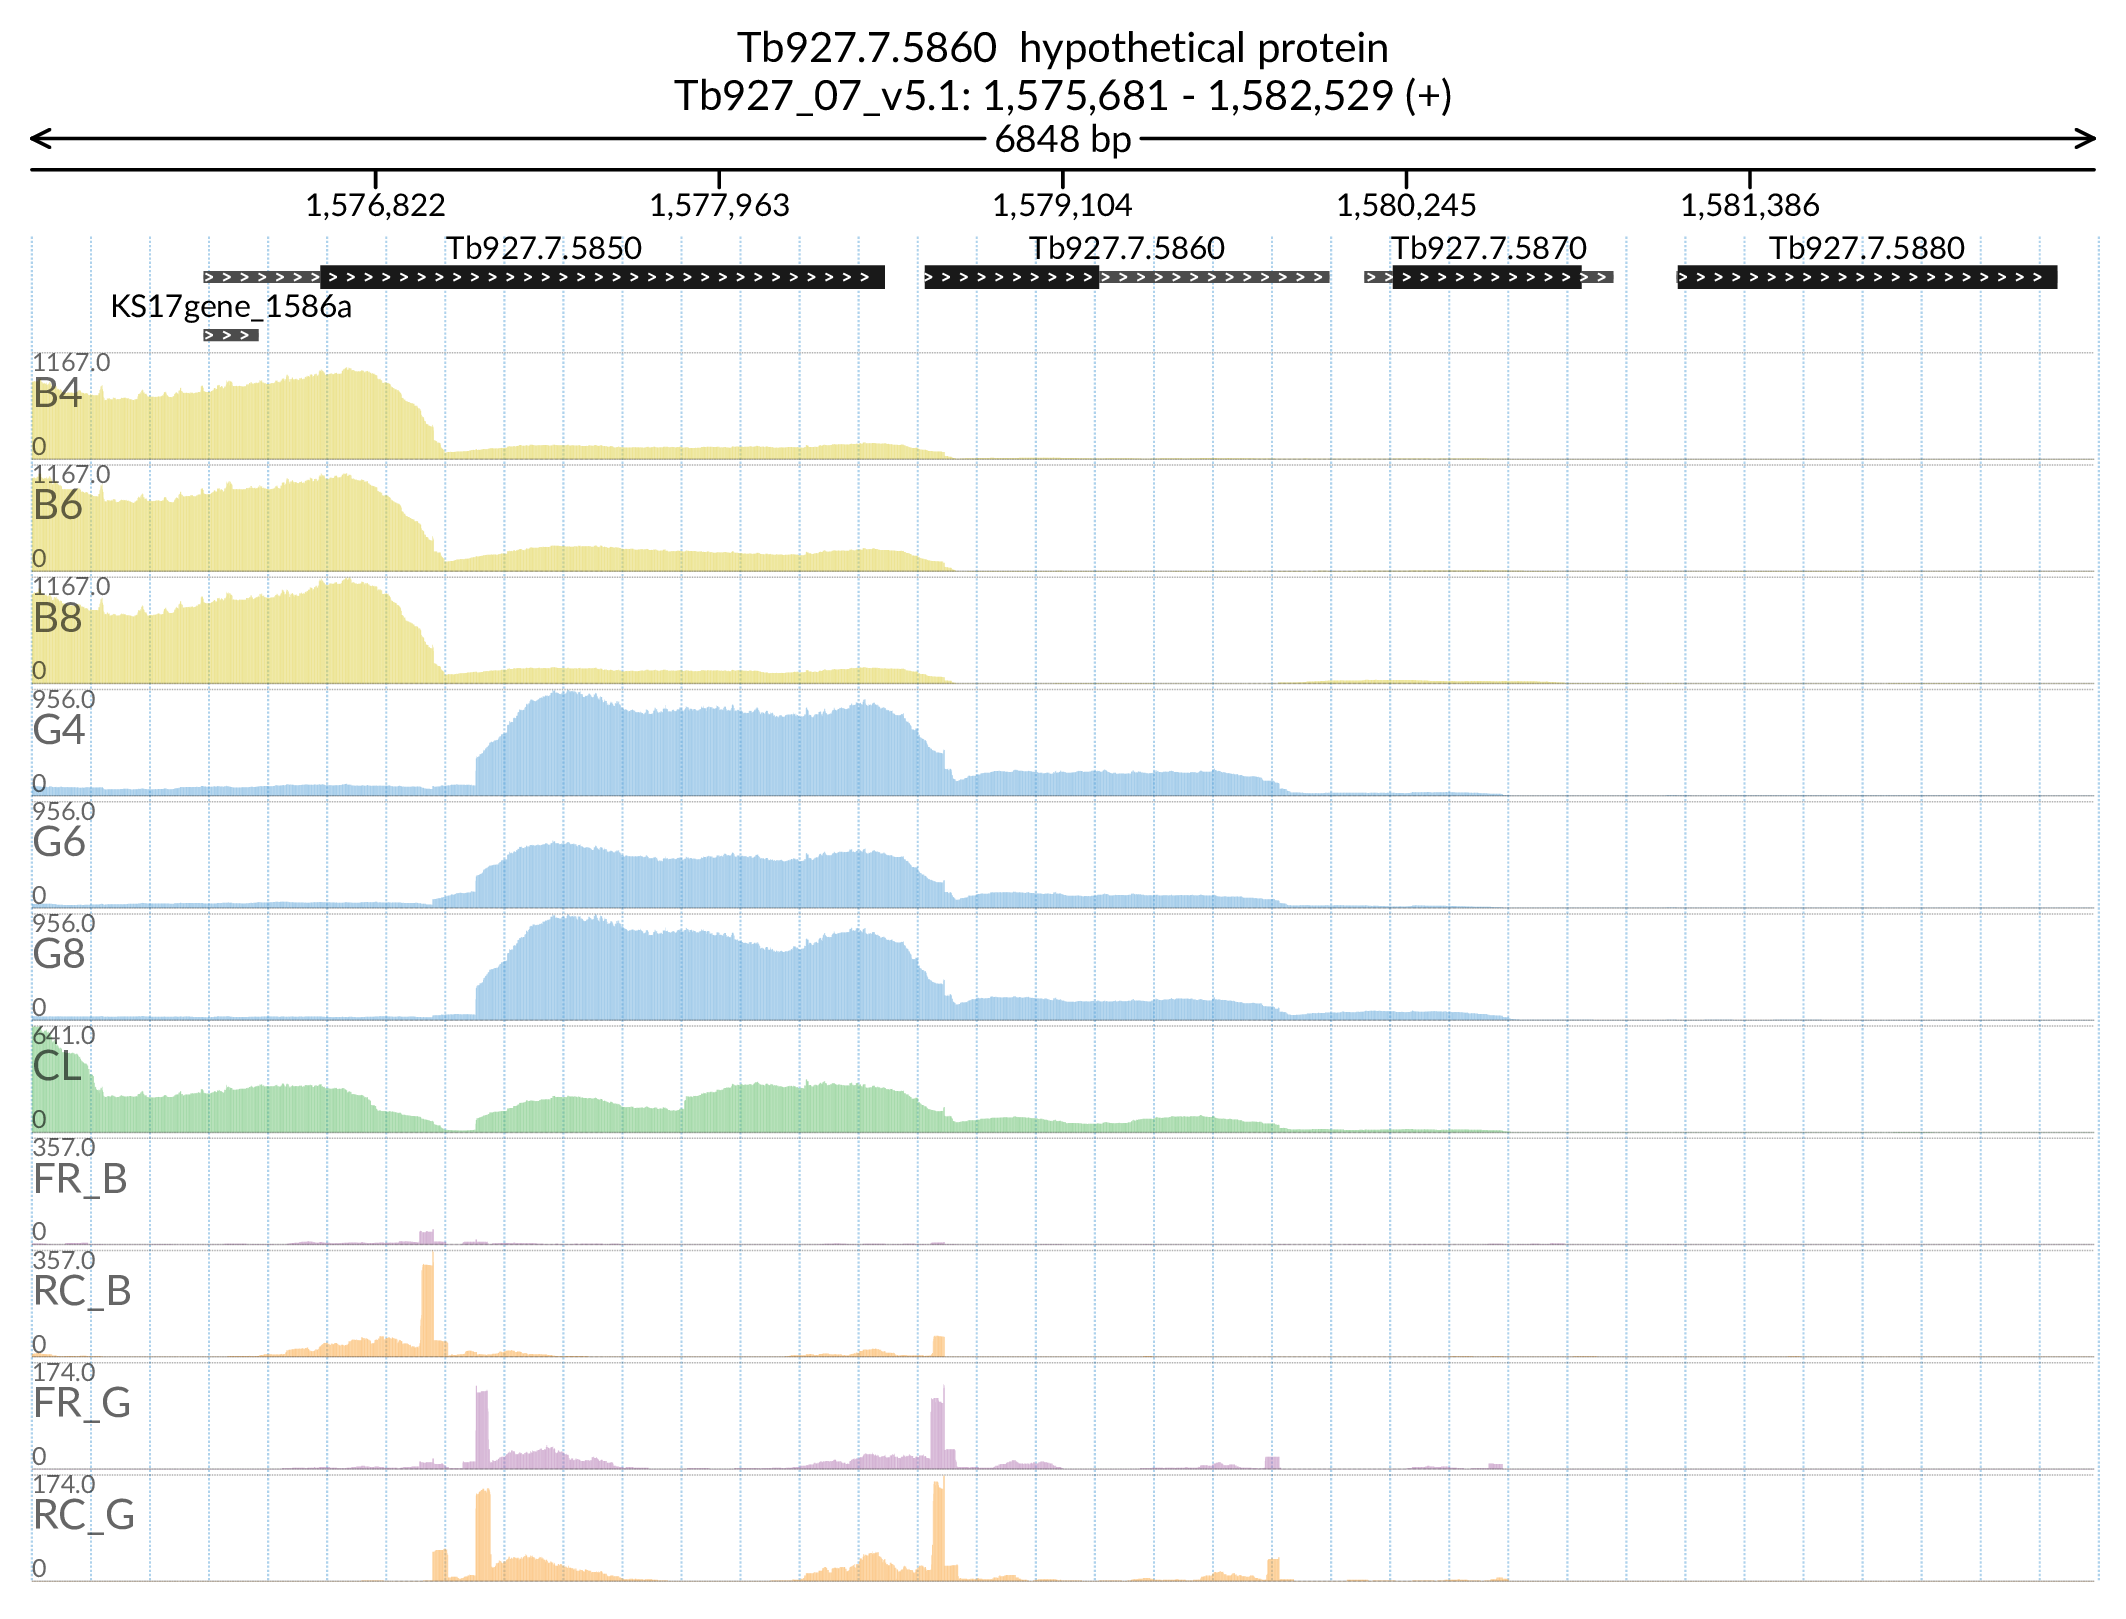 Tb927.7.5860  hypothetical protein
Tb927_07_v5.1: 1,575,681 - 1,582,529 (+)
6848 bp
1,576,822 1,577,963 1,579,104 1,580,245 1,581,386
Tb927.7.5850 Tb927.7.5860 Tb927.7.5870 Tb927.7.5880
KS17gene_1586a
1167.0
B4
0
1167.0
B6
0
1167.0
B8
0
956.0
G4
0
956.0
G6
0
956.0
G8
0
641.0
CL
0
357.0
FR_B
0
357.0
RC_B
0
174.0
FR_G
0
174.0
RC_G
0